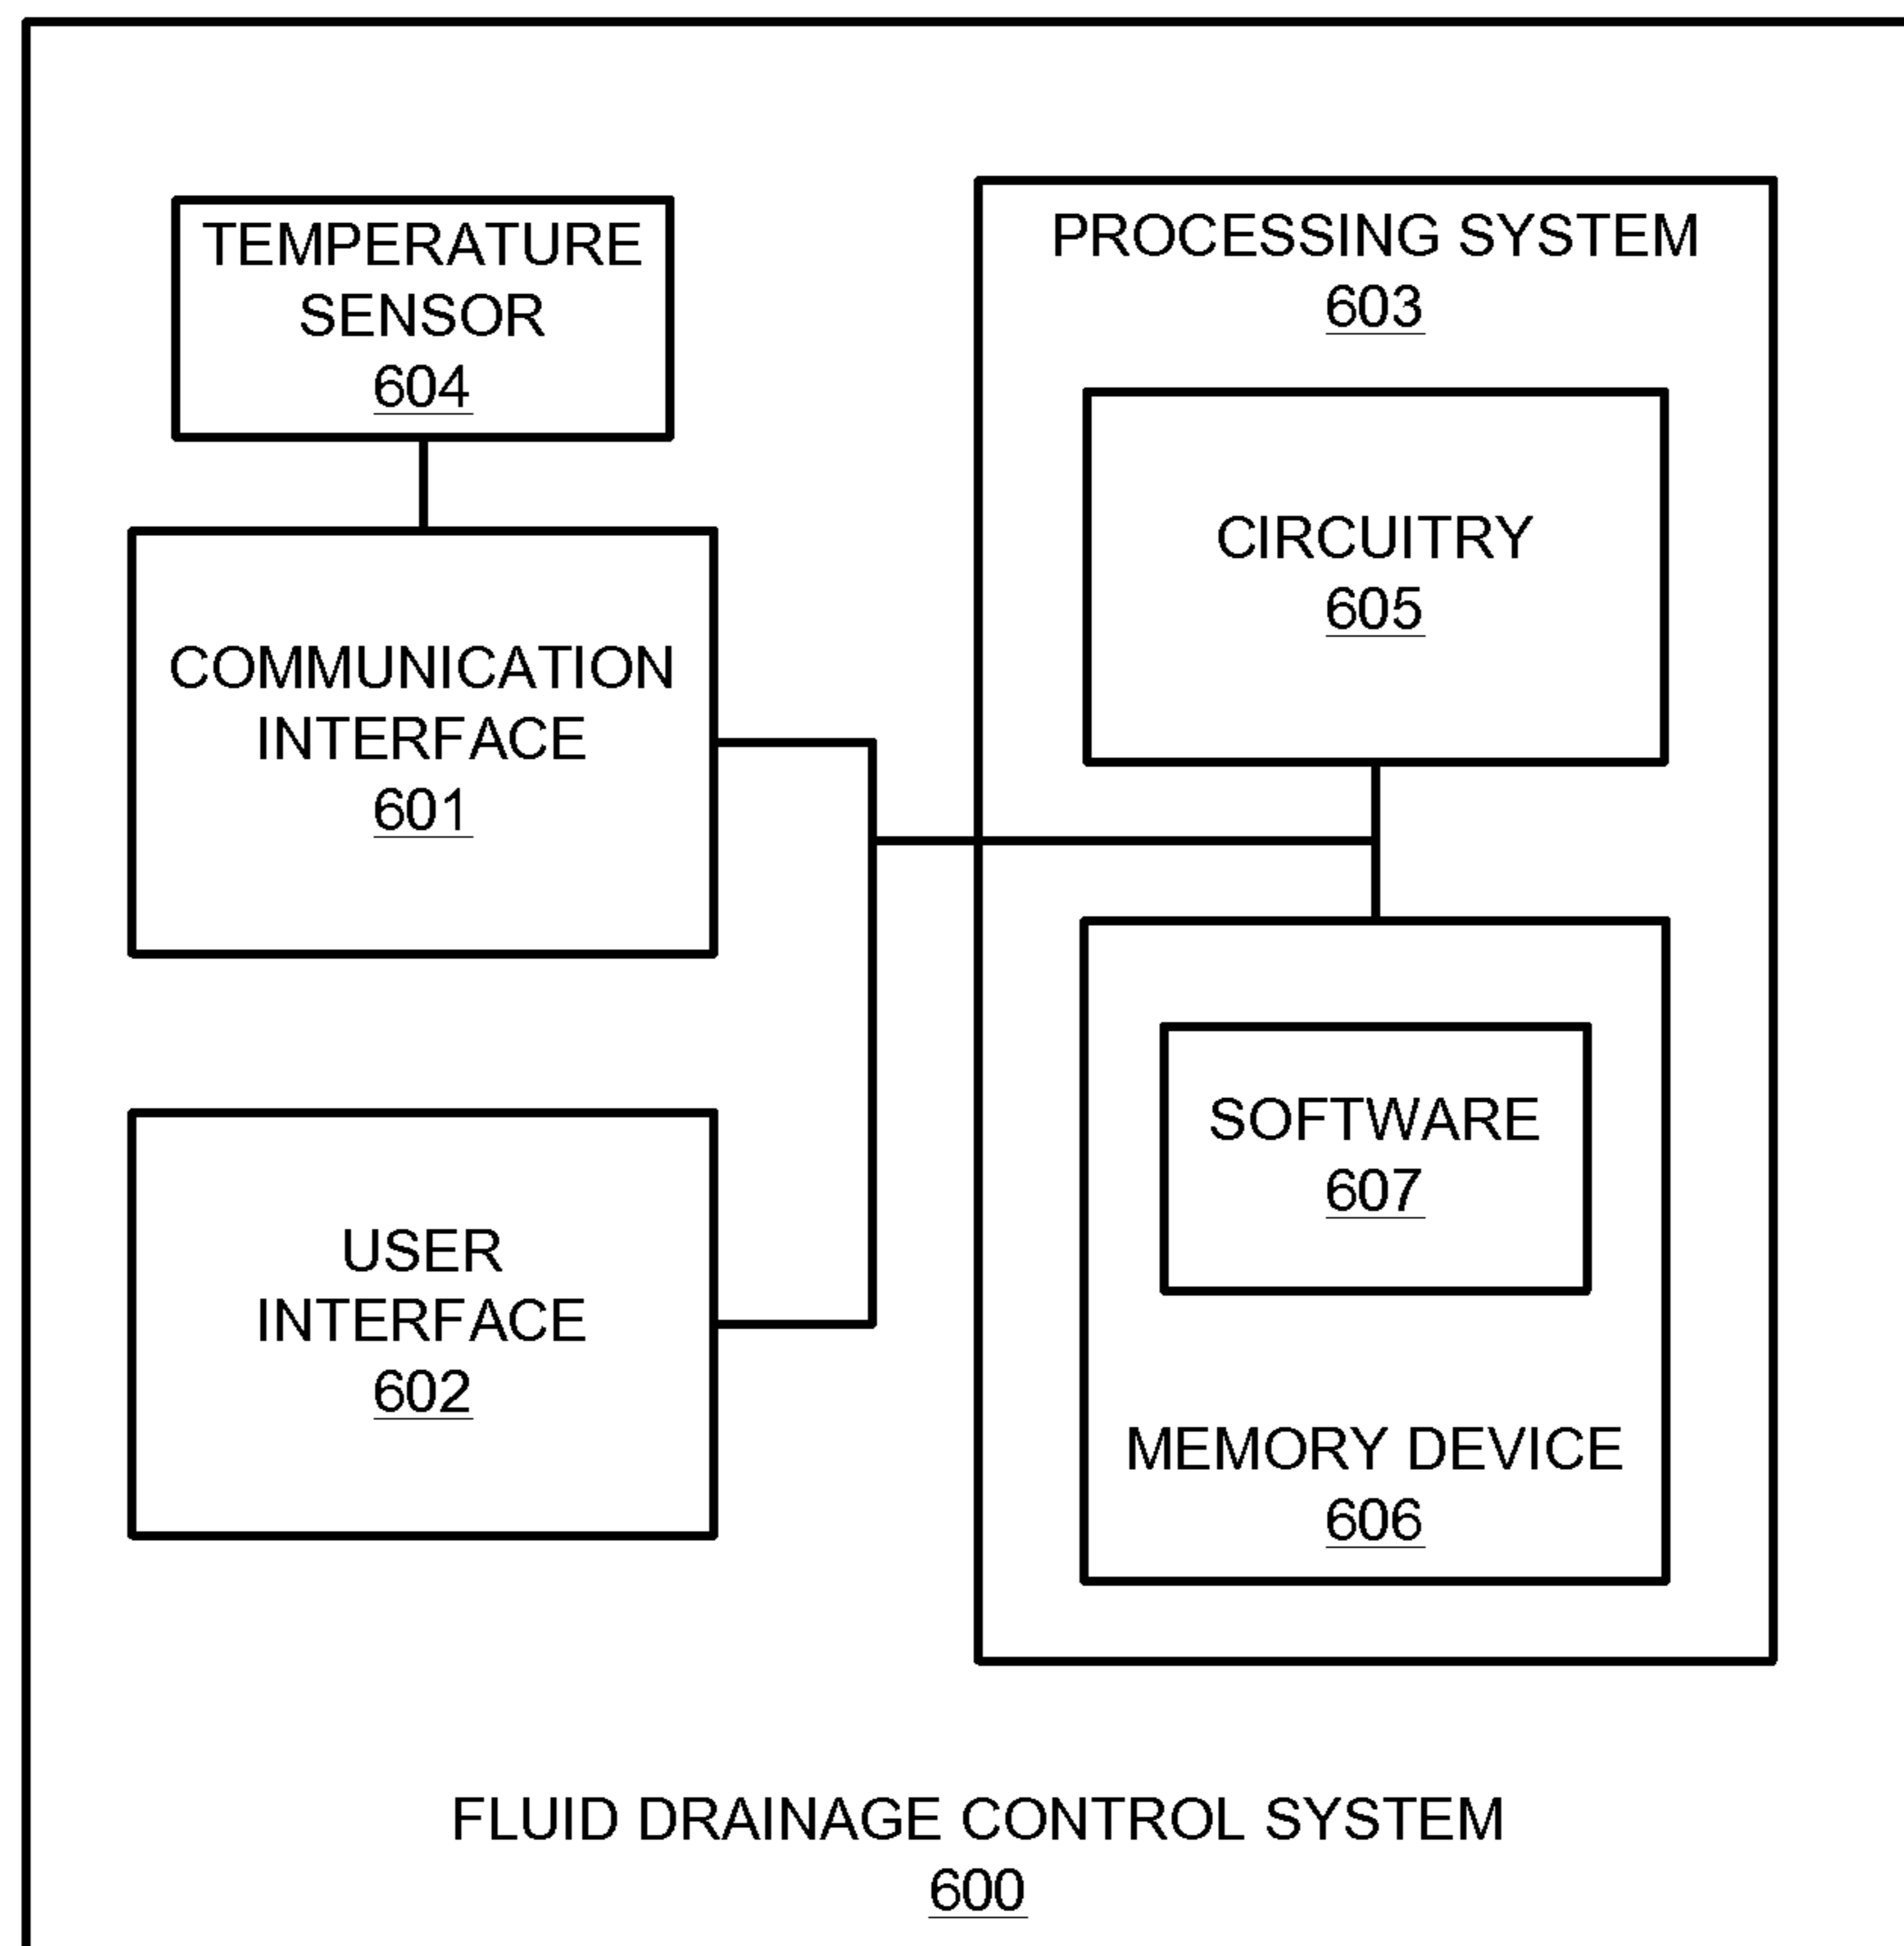 TEMPERATURE
SENSOR
604
COMMUNICATION
INTERFACE
601
USER
INTERFACE
602
PROCESSING SYSTEM
603
CIRCUITRY
605
SOFTWARE
607
MEMORY DEVICE
606
FLUID DRAINAGE CONTROL SYSTEM
600